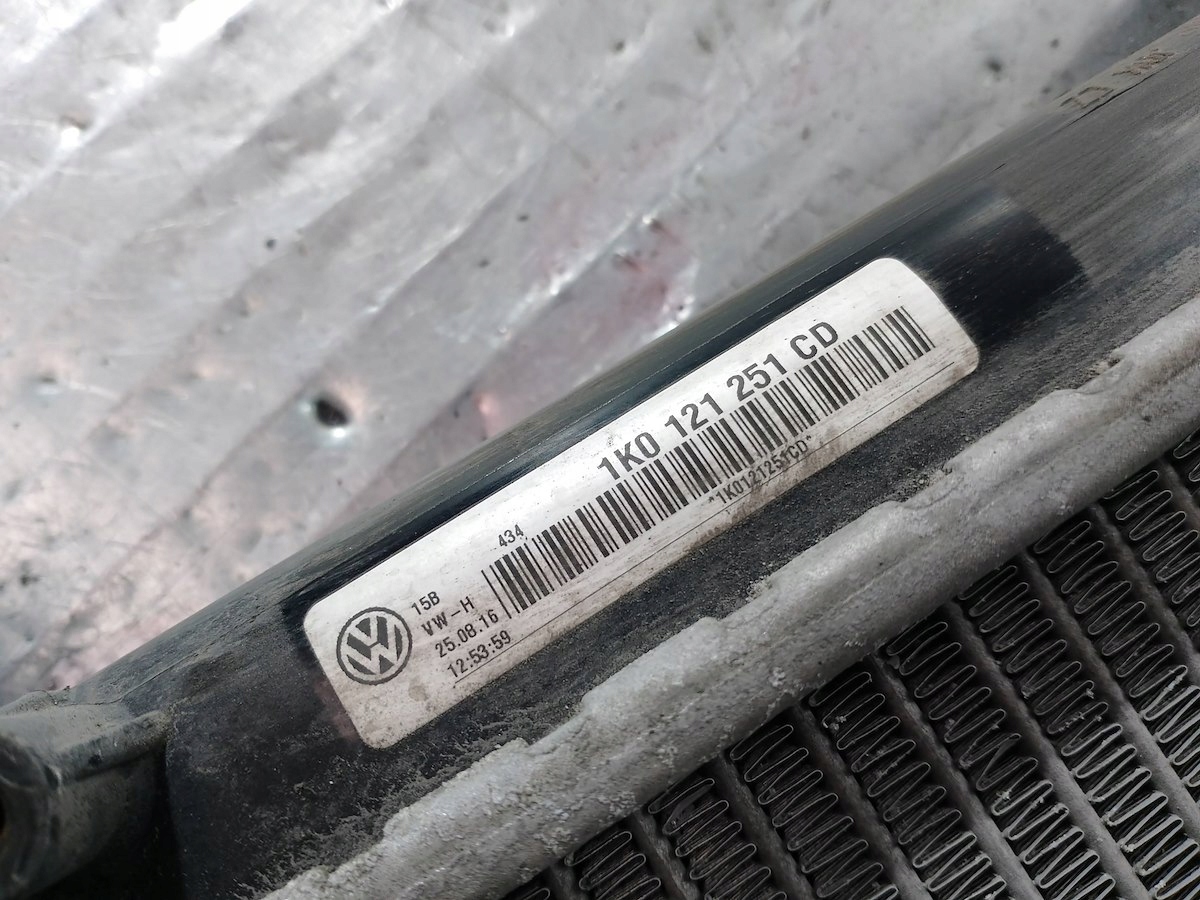 1K0 121 251 CD
434
*1K0121251CD*
15B
VW-H
25.08.16
12:53:59